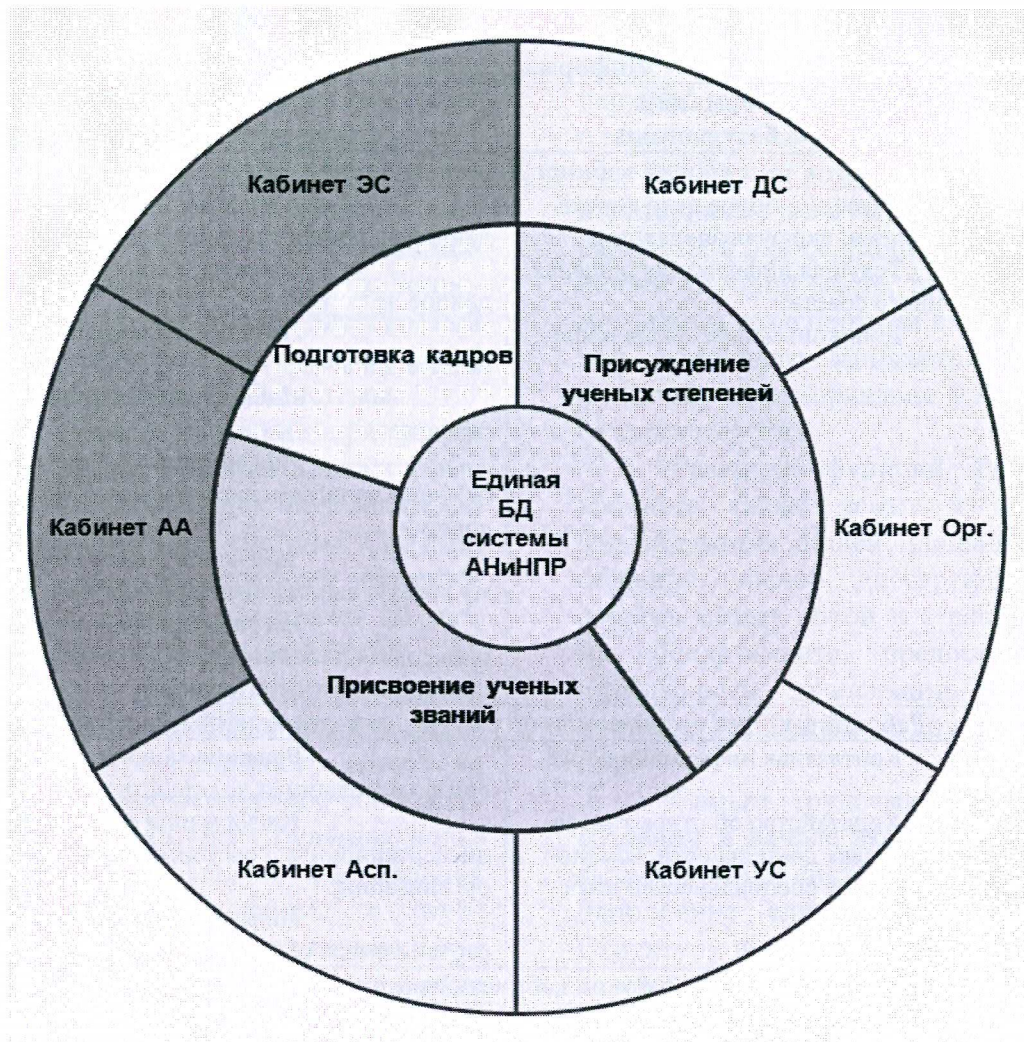 Кабинет ЭС
Кабинет ДС
Подготовка кадров
Присуждение
ученых степеней
Единая
БД
системы
АНиНПР
Кабинет АА
Кабинет Орг.
Присвоение ученых
званий
Кабинет Асп.
Кабинет УС